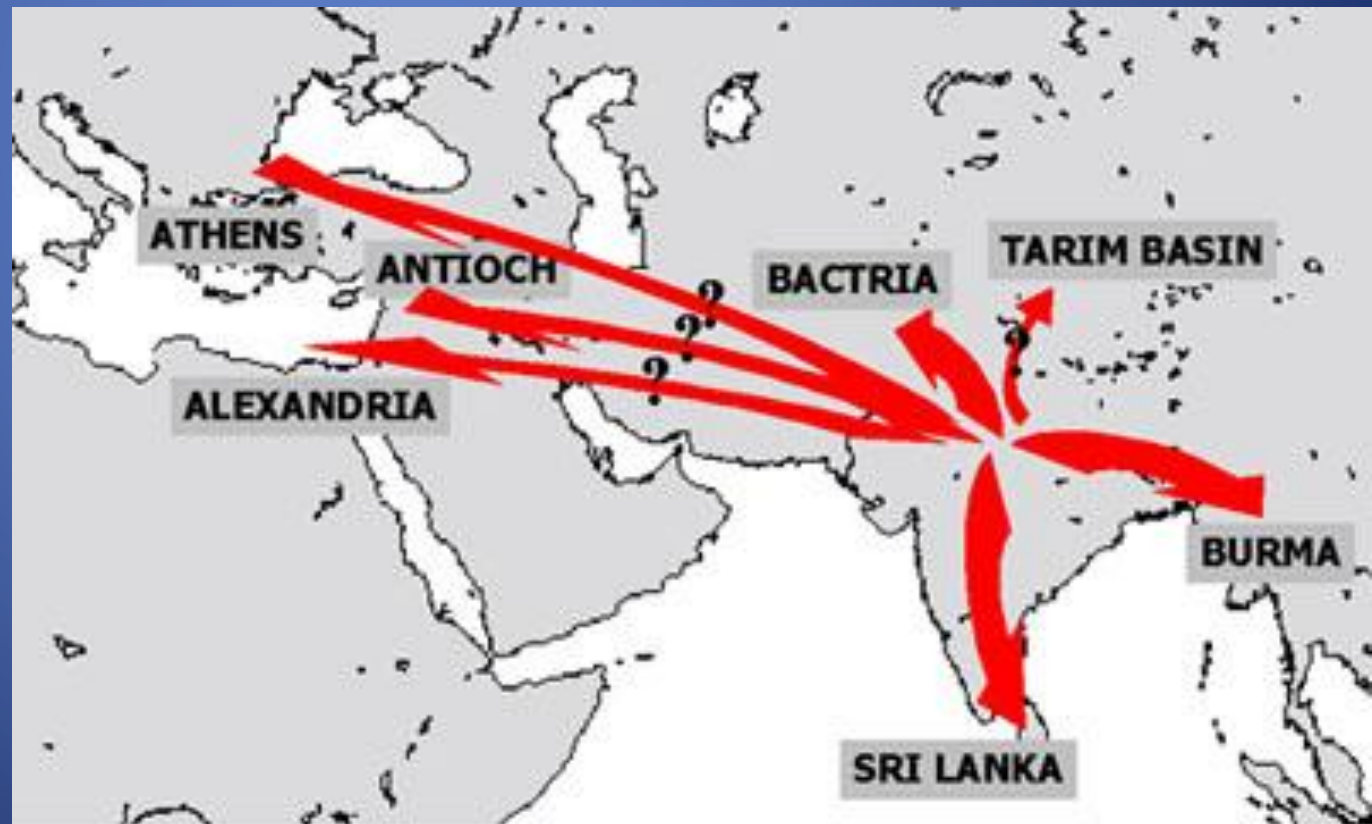 ATHENS
ANTIOCH
BACTRIA
TARIM BASIN
?
?
?
?
ALEXANDRIA
BURMA
SRI LANKA